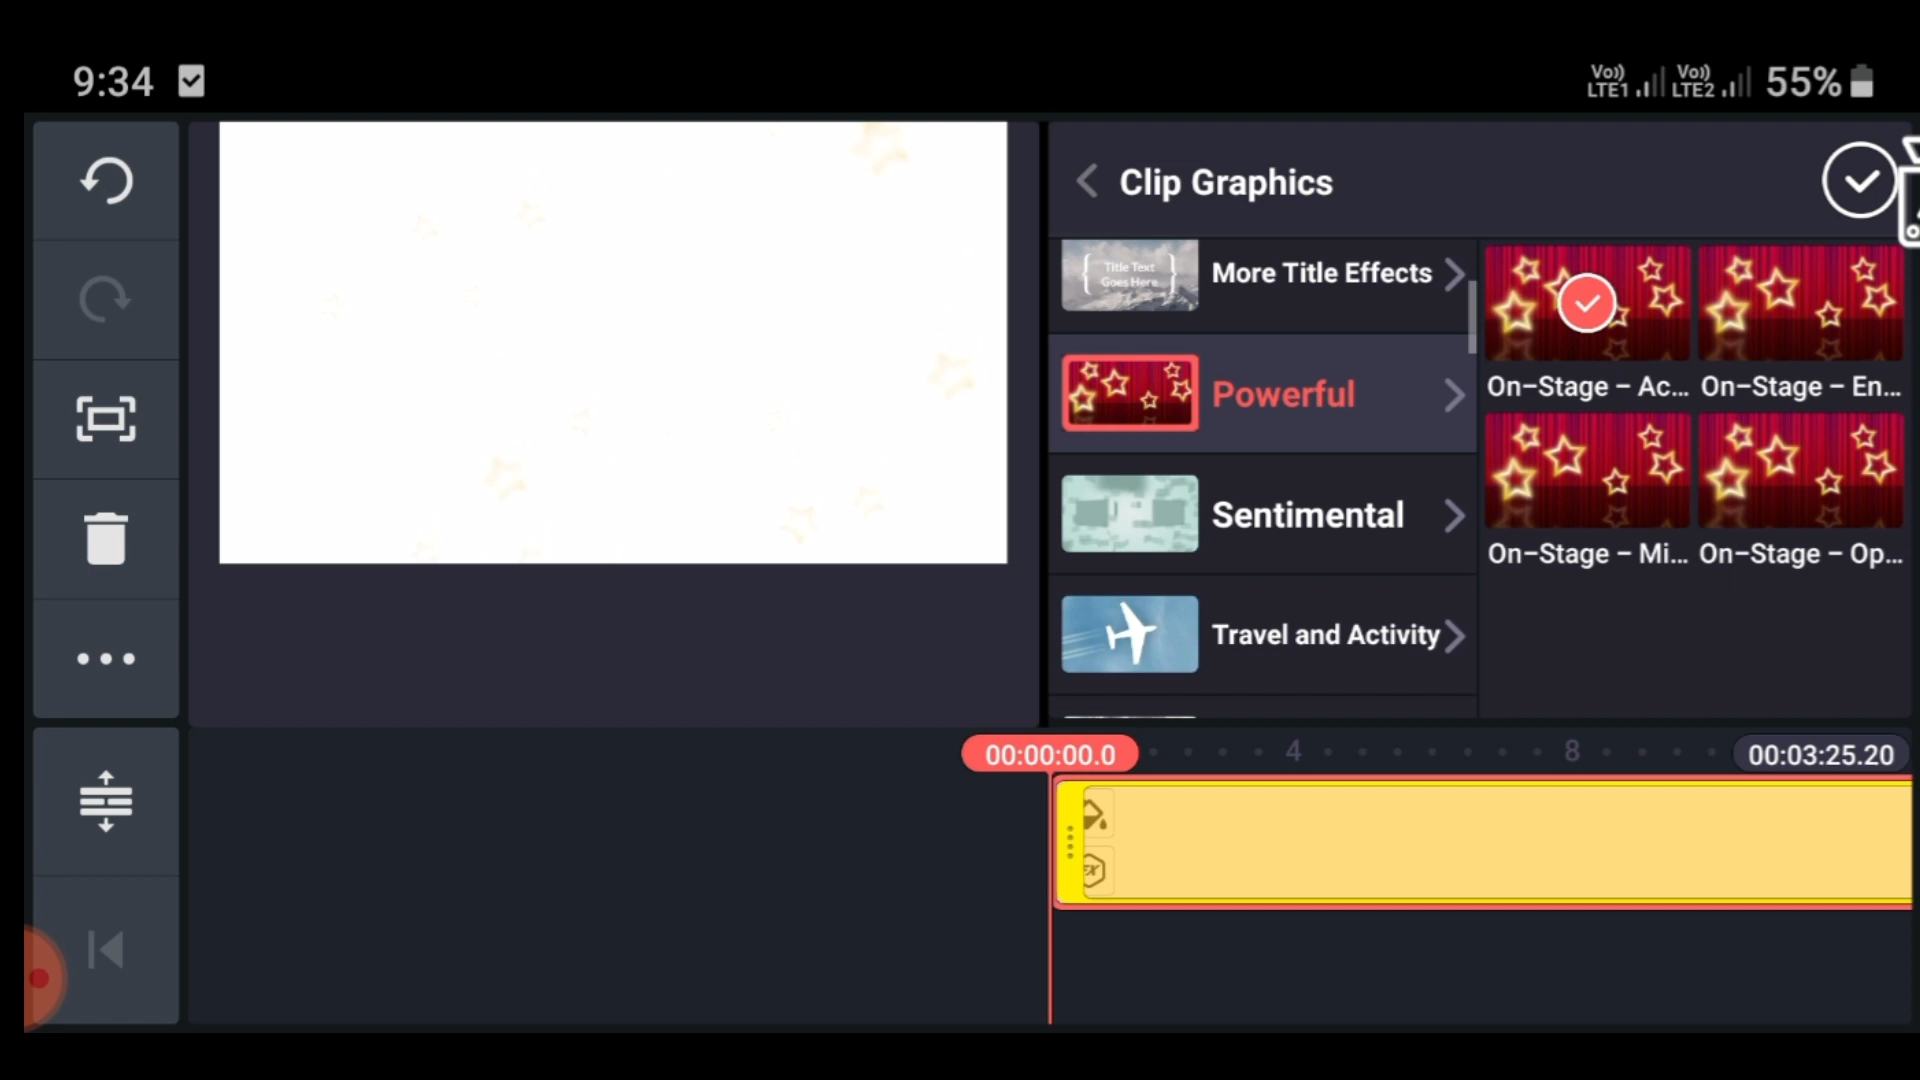 9:34
Vo)) LTE1 Vo)) LTE2 55%
Clip Graphics
Title Text
Goes Here
More Title Effects
Powerful
Sentimental
Travel and Activity
On-Stage - Ac...
On-Stage - En...
On-Stage - Mi...
On-Stage - Op...
00:00:00.0
4
8
00:03:25.20